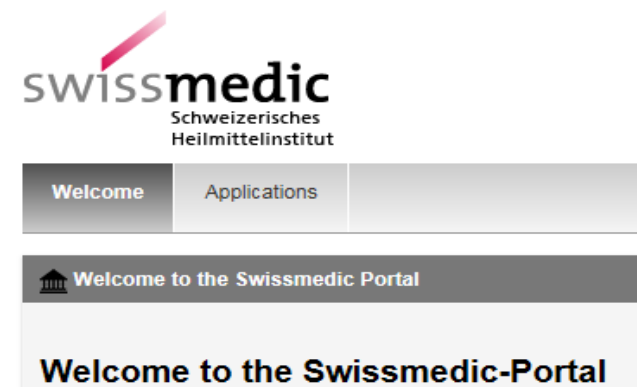 swissmedic
Schweizerisches
Heilmittelinstitut
Welcome Applications
Welcome to the Swissmedic Portal
Welcome to the Swissmedic-Portal